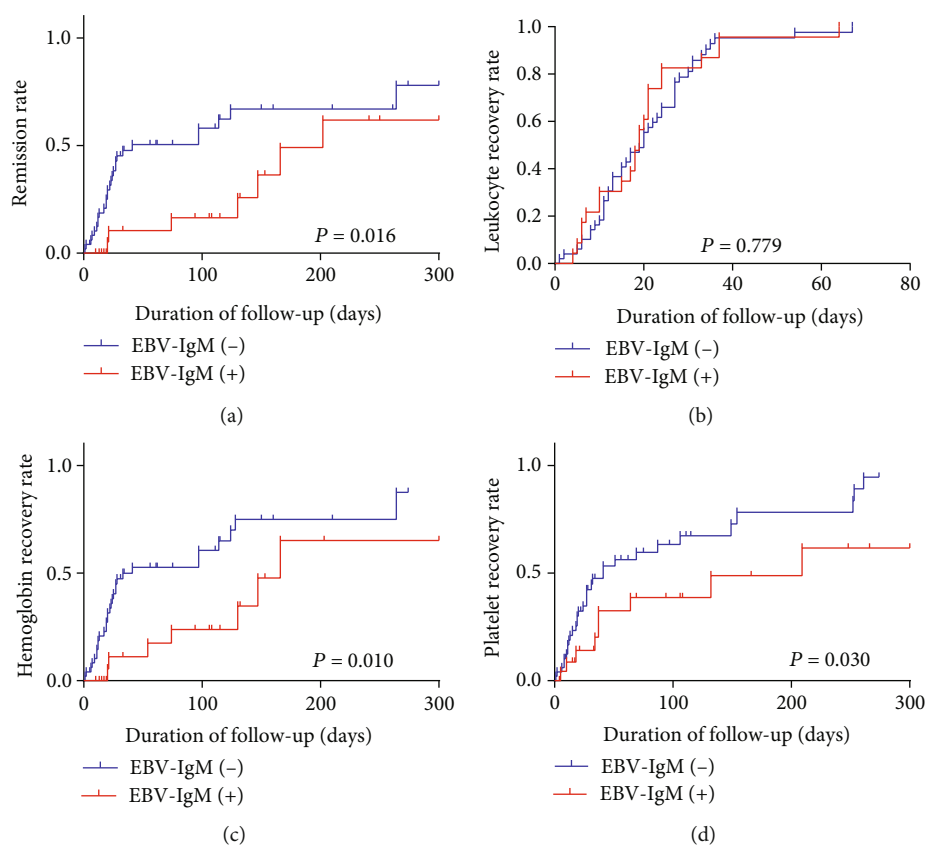 Remission rate
1.0
0.5
0.0
0 100 200 300
P = 0.016
Duration of follow-up (days)
EBV-IgM (–)
EBV-IgM (+)
(a)
Leukocyte recovery rate
1.0
0.8
0.6
0.4
0.2
0.0
0 20 40 60 80
P = 0.779
Duration of follow-up (days)
EBV-IgM (–)
EBV-IgM (+)
(b)
Hemoglobin recovery rate
1.0
0.5
0.0
0 100 200 300
P = 0.010
Duration of follow-up (days)
EBV-IgM (–)
EBV-IgM (+)
(c)
Platelet recovery rate
1.0
0.5
0.0
0 100 200 300
P = 0.030
Duration of follow-up (days)
EBV-IgM (–)
EBV-IgM (+)
(d)